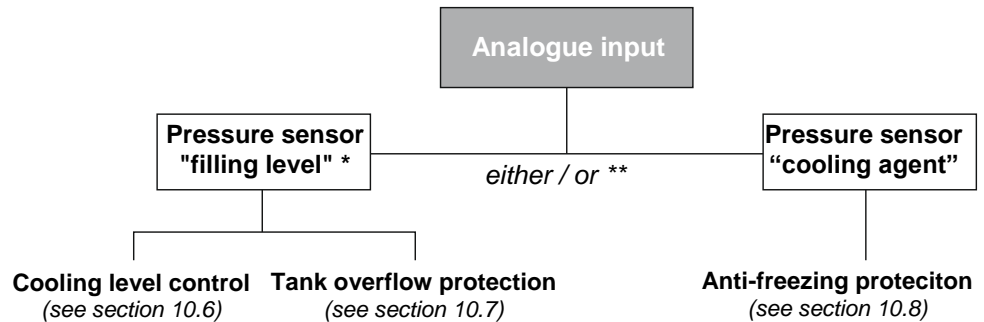 Analogue input
Pressure sensor
"filling level" *
either / or **
Pressure sensor
“cooling agent”
Cooling level control
(see section 10.6)
Tank overflow protection
(see section 10.7)
Anti-freezing proteciton
(see section 10.8)